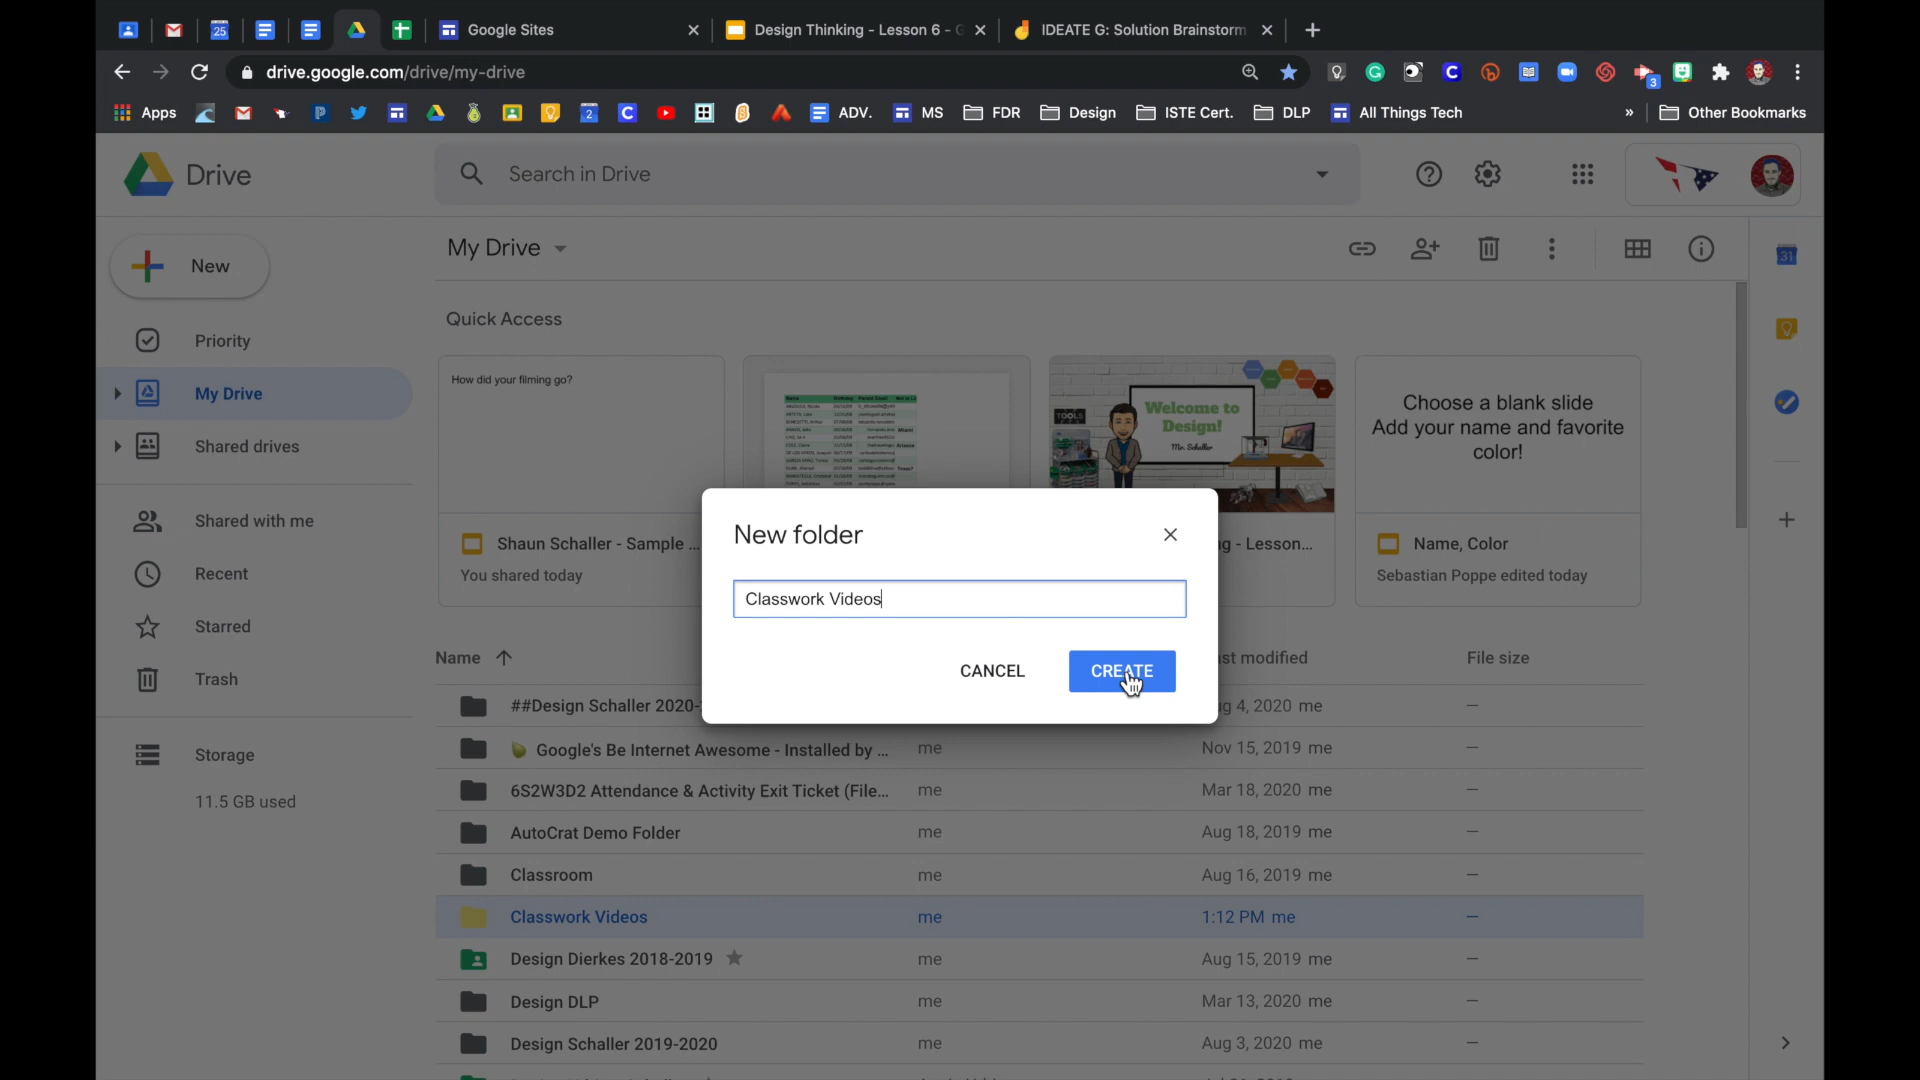 Google Sites
Design Thinking - Lesson 6 -
IDEATE G: Solution Brainstorm
drive.google.com/drive/my-drive
3
Apps
ADV.
MS
FDR
Design
ISTE Cert.
DLP
All Things Tech
»
Other Bookmarks
Drive
Search in Drive
New
My Drive
Priority
My Drive
Shared drives
Shared with me
Recent
Starred
Trash
Storage
11.5 GB used
Quick Access
How did your filming go?
Shaun Schaller - Sample ...
You shared today
TOOLS
Welcome to
Design!
Mr. Schaller
g - Lesson...
Choose a blank slide
Add your name and favorite
color!
Name, Color
Sebastian Poppe edited today
New folder
Classwork Videos
CANCEL
CREATE
Name
st modified
File size
##Design Schaller 2020- g 4, 2020 me —
Google's Be Internet Awesome - Installed by ... me Nov 15, 2019 me —
6S2W3D2 Attendance & Activity Exit Ticket (File... me Mar 18, 2020 me —
AutoCrat Demo Folder me Aug 18, 2019 me —
Classroom me Aug 16, 2019 me —
Classwork Videos me 1:12 PM me —
Design Dierkes 2018-2019 me Aug 15, 2019 me —
Design DLP me Mar 13, 2020 me —
Design Schaller 2019-2020 me Aug 3, 2020 me —